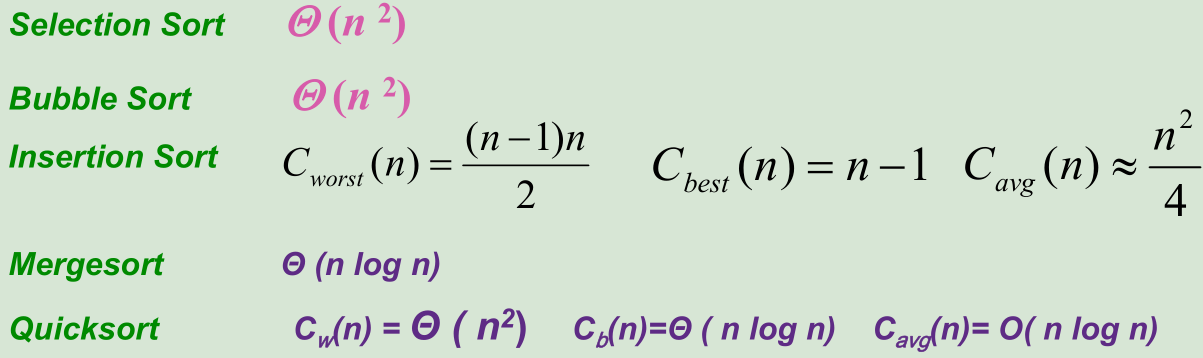 Selection Sort Θ(n ²)
Bubble Sort Θ(n ²)
Insertion Sort C_worst(n) = (n−1)n / 2 C_best(n) = n−1 C_avg(n) ≈ n² / 4
Mergesort Θ (n log n)
Quicksort C_w(n) = Θ ( n²) C_b(n)=Θ ( n log n) C_avg(n)= O( n log n)